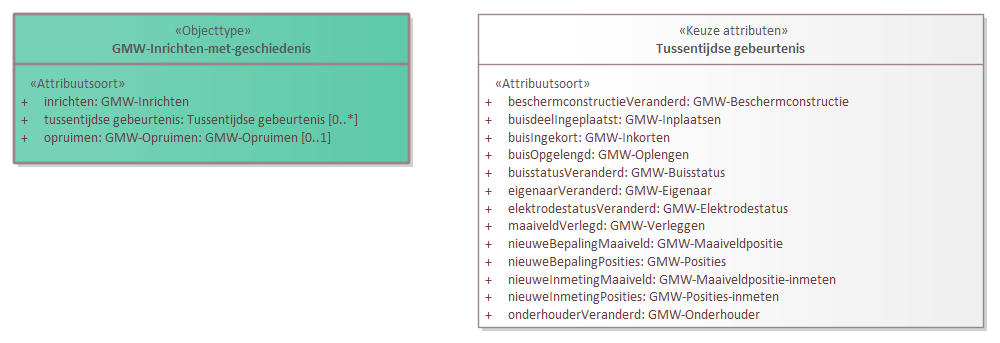 «Objecttype»
GMW-Inrichten-met-geschiedenis
«Attribuutsoort»
+ inrichten: GMW-Inrichten
+ tussentijdse gebeurtenis: Tussentijdse gebeurtenis [0..*]
+ opruimen: GMW-Opruimen: GMW-Opruimen [0..1]
«Keuze attributen»
Tussentijdse gebeurtenis
«Attribuutsoort»
+ beschermconstructieVeranderd: GMW-Beschermconstructie
+ buisdeelIngeplaatst: GMW-Inplaatsen
+ buisIngekort: GMW-Inkorten
+ buisOpgelengd: GMW-Oplengen
+ buisstatusVeranderd: GMW-Buisstatus
+ eigenaarVeranderd: GMW-Eigenaar
+ elektrodestatusVeranderd: GMW-Elektrodestatus
+ maaiveldVerlegd: GMW-Verleggen
+ nieuweBepalingMaaiveld: GMW-Maaiveldpositie
+ nieuweBepalingPosities: GMW-Posities
+ nieuweInmetingMaaiveld: GMW-Maaiveldpositie-inmeten
+ nieuweInmetingPosities: GMW-Posities-inmeten
+ onderhouderVeranderd: GMW-Onderhouder